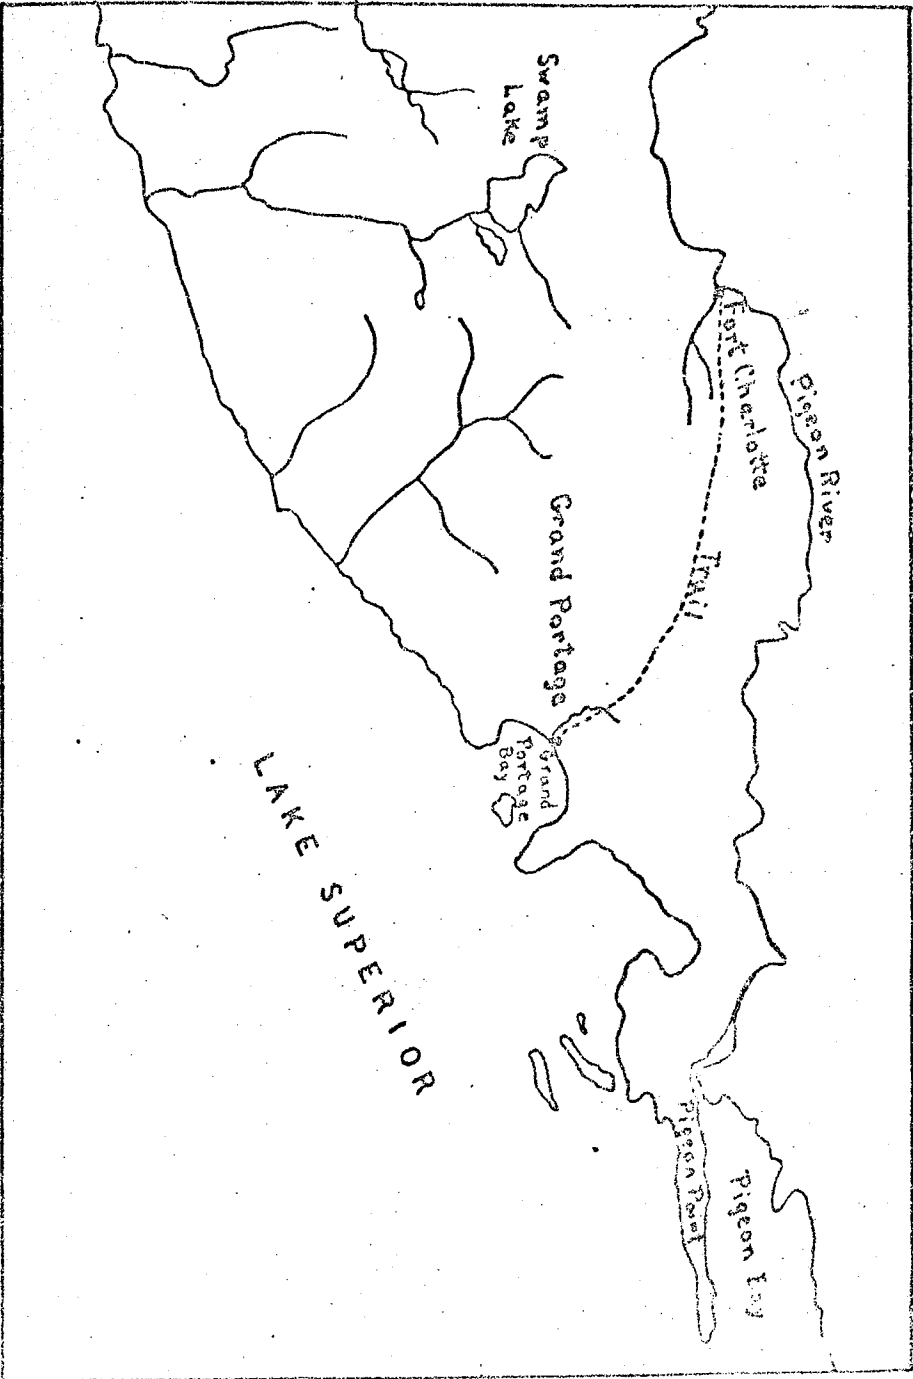 Pigeon River
Fort Charlotte
Trail
Pigeon Bay
Pigeon Point
Swamp
Lake
Grand Portage
Grand
Portage
Bay
LAKE SUPERIOR